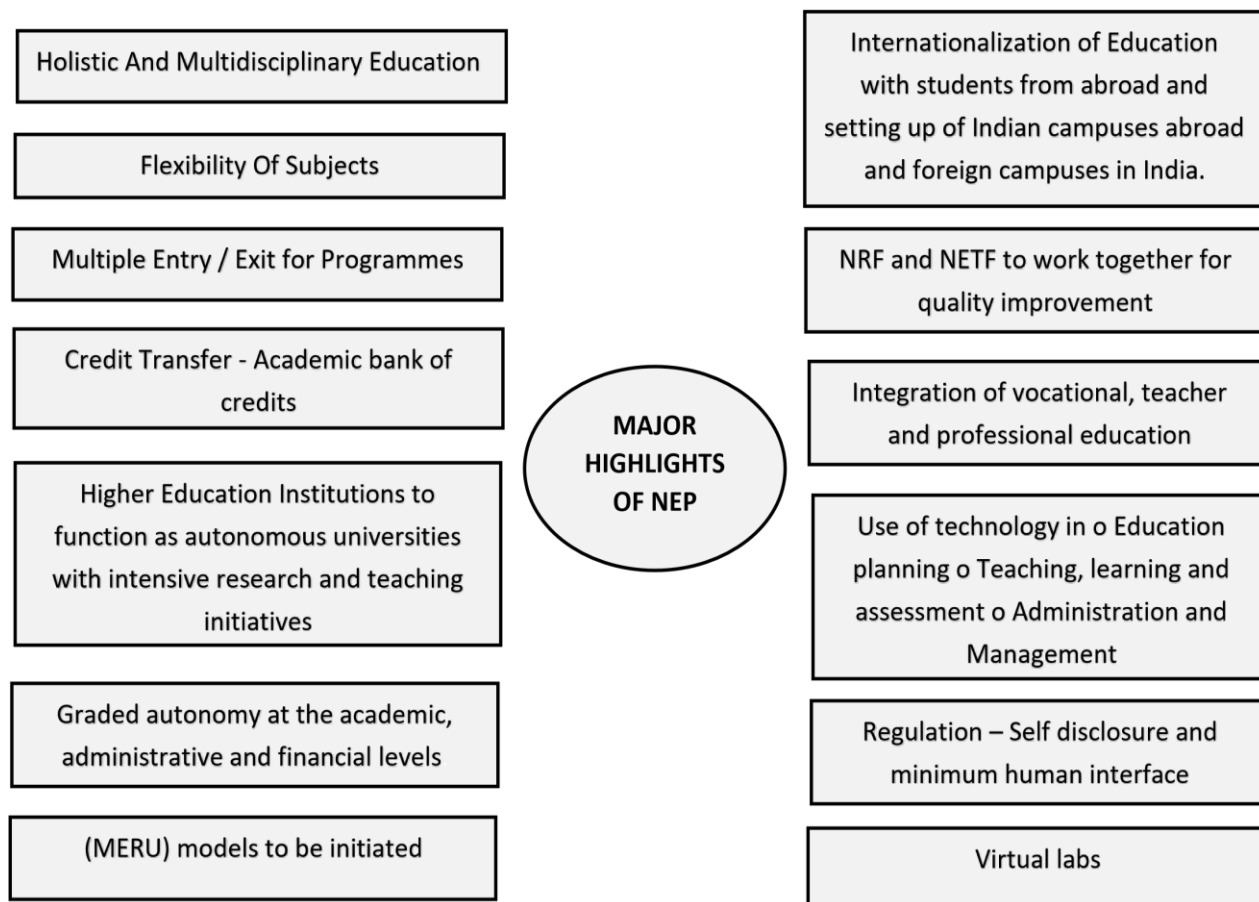 Holistic And Multidisciplinary Education
Flexibility Of Subjects
Multiple Entry / Exit for Programmes
Credit Transfer - Academic bank of
credits
Higher Education Institutions to
function as autonomous universities
with intensive research and teaching
initiatives
Graded autonomy at the academic,
administrative and financial levels
(MERU) models to be initiated
MAJOR
HIGHLIGHTS
OF NEP
Internationalization of Education
with students from abroad and
setting up of Indian campuses abroad
and foreign campuses in India.
NRF and NETF to work together for
quality improvement
Integration of vocational, teacher
and professional education
Use of technology in o Education
planning o Teaching, learning and
assessment o Administration and
Management
Regulation – Self disclosure and
minimum human interface
Virtual labs